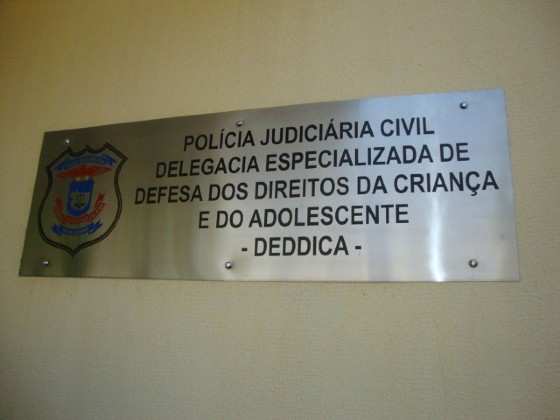 POLÍCIA JUDICIÁRIA CIVIL
DELEGACIA ESPECIALIZADA DE
DEFESA DOS DIREITOS DA CRIANÇA
E DO ADOLESCENTE
- DEDDICA -